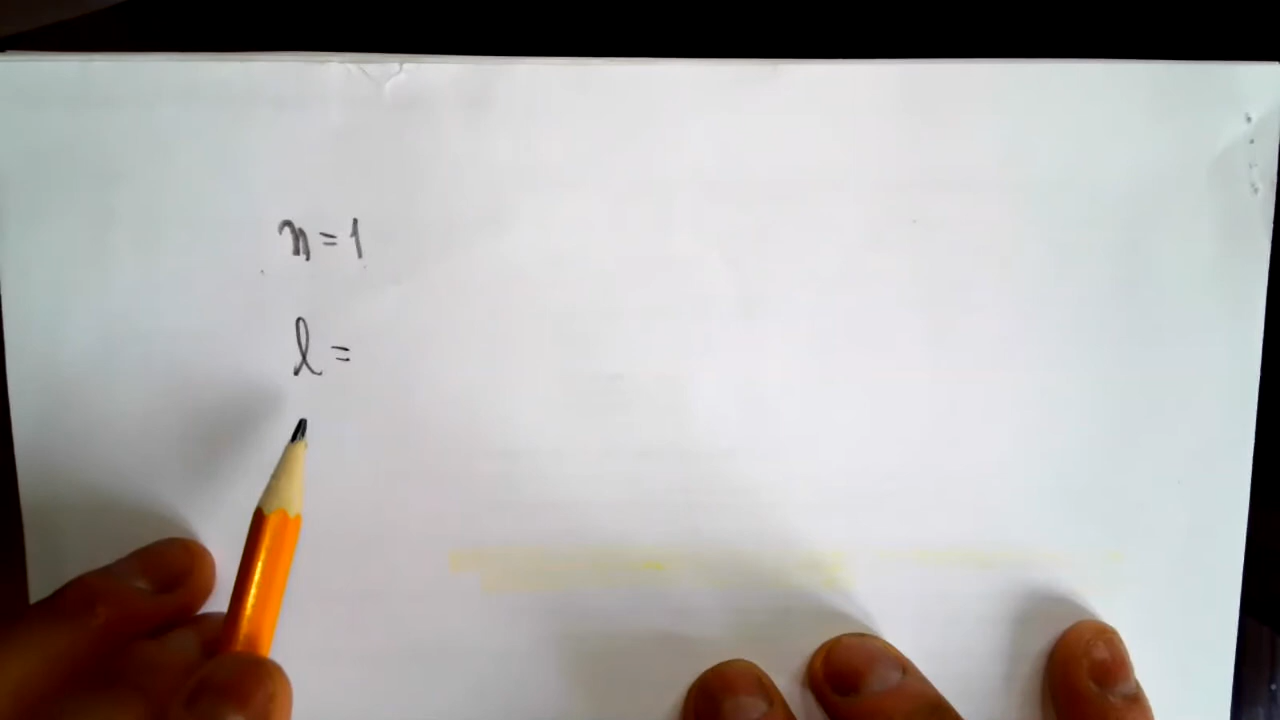 n = 1
l =